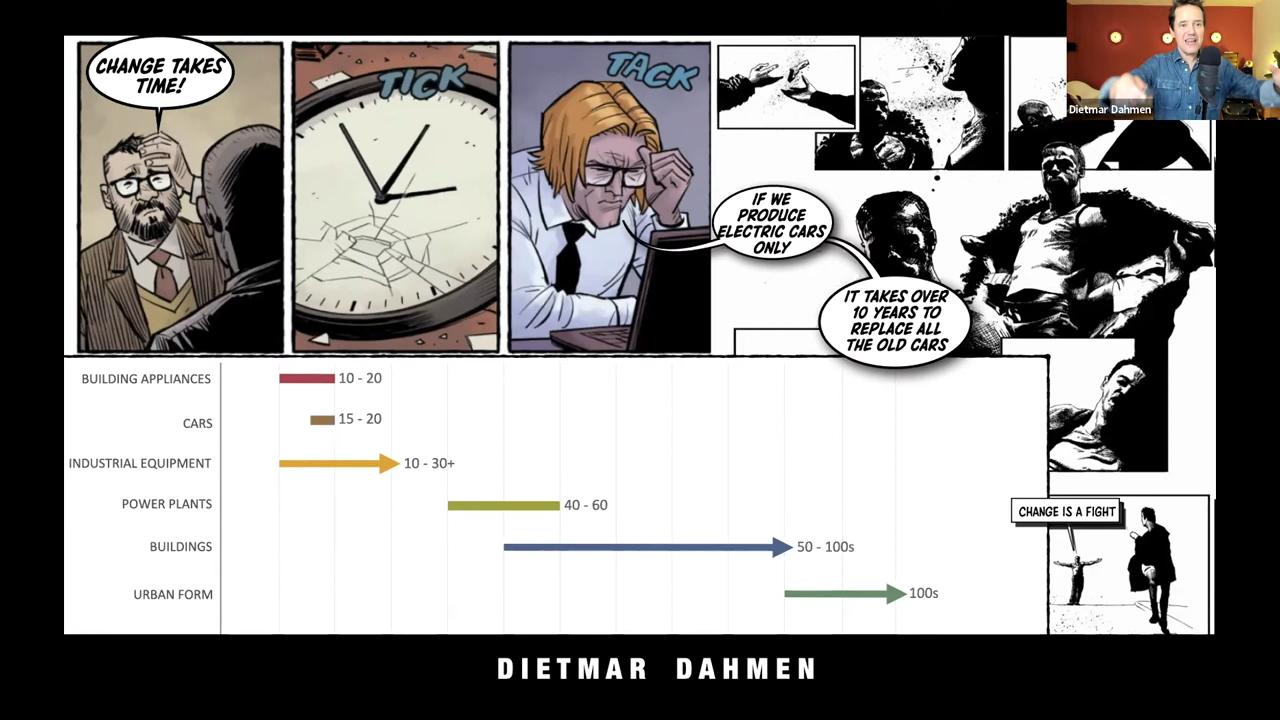 CHANGE TAKES
TIME!
TICK
TACK
Dietmar Dahmen
IF WE
PRODUCE
ELECTRIC CARS
ONLY
IT TAKES OVER
10 YEARS TO
REPLACE ALL
THE OLD CARS
BUILDING APPLIANCES 10 - 20
CARS 15 - 20
INDUSTRIAL EQUIPMENT 10 - 30+
POWER PLANTS 40 - 60
BUILDINGS 50 - 100s
URBAN FORM 100s
CHANGE IS A FIGHT
DIETMAR DAHMEN